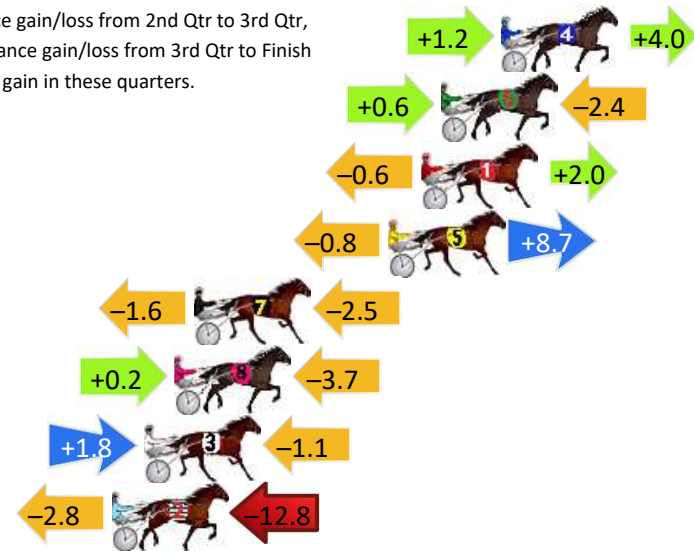 ce gain/loss from 2nd Qtr to 3rd Qtr,
ance gain/loss from 3rd Qtr to Finish
gain in these quarters.
+1.2 4 +4.0
+0.6 –2.4
–0.6 1 +2.0
–0.8 5 +8.7
–1.6 7 –2.5
+0.2 8 –3.7
+1.8 3 –1.1
–2.8 2 –12.8